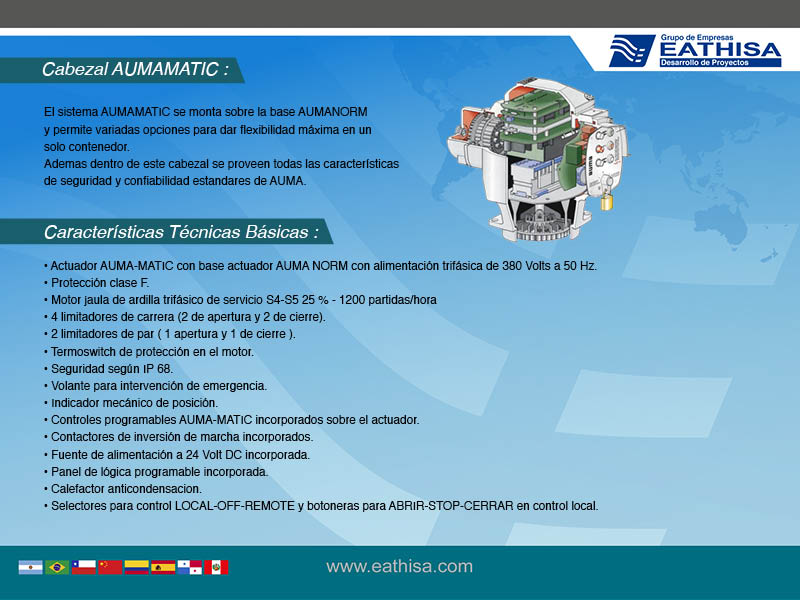 Grupo de Empresas
EATHISA
Desarrollo de Proyectos
Cabezal AUMAMATIC :
El sistema AUMAMATIC se monta sobre la base AUMANORM
y permite variadas opciones para dar flexibilidad máxima en un
solo contenedor.
Ademas dentro de este cabezal se proveen todas las características
de seguridad y confiabilidad estandares de AUMA.
auma
Características Técnicas Básicas :
• Actuador AUMA-MATIC con base actuador AUMA NORM con alimentación trifásica de 380 Volts a 50 Hz.
• Protección clase F.
• Motor jaula de ardilla trifásico de servicio S4-S5 25 % - 1200 partidas/hora
• 4 limitadores de carrera (2 de apertura y 2 de cierre).
• 2 limitadores de par ( 1 apertura y 1 de cierre ).
• Termoswitch de protección en el motor.
• Seguridad según IP 68.
• Volante para intervención de emergencia.
• Indicador mecánico de posición.
• Controles programables AUMA-MATIC incorporados sobre el actuador.
• Contactores de inversión de marcha incorporados.
• Fuente de alimentación a 24 Volt DC incorporada.
• Panel de lógica programable incorporada.
• Calefactor anticondensacion.
• Selectores para control LOCAL-OFF-REMOTE y botoneras para ABRIR-STOP-CERRAR en control local.
www.eathisa.com